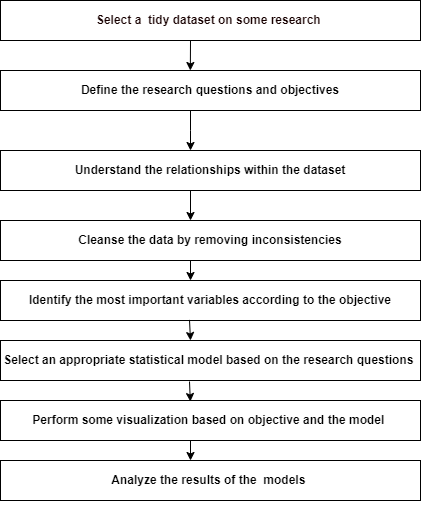 Select a tidy dataset on some research
Define the research questions and objectives
Understand the relationships within the dataset
Cleanse the data by removing inconsistencies
Identify the most important variables according to the objective
Select an appropriate statistical model based on the research questions
Perform some visualization based on objective and the model
Analyze the results of the models